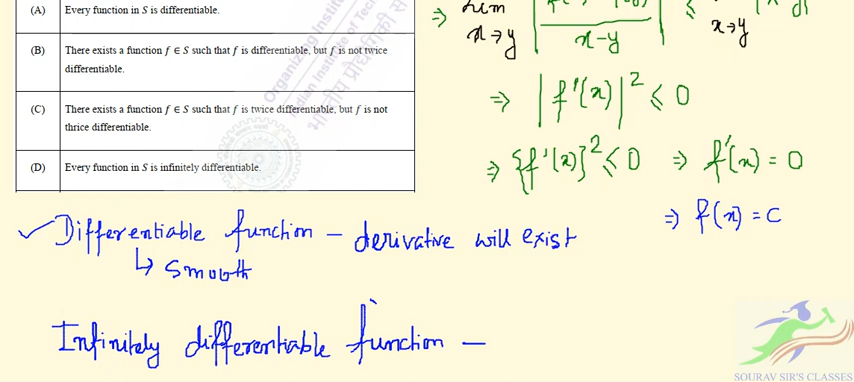 (A) Every function in S is differentiable.
(B) There exists a function f ∈ S such that f is differentiable, but f is not twice
differentiable.
(C) There exists a function f ∈ S such that f is twice differentiable, but f is not
thrice differentiable.
(D) Every function in S is infinitely differentiable.
⇒ lim
x→y
x-y
≤
x→y
⇒ |f'(x)|² ≤ 0
⇒ {f'(x)}² ≤ 0 ⇒ f'(x) = 0
⇒ f(x) = c
✓ Differentiable function – derivative will exist
↳ smooth
Infinitely differentiable function –
SOURAV SIR'S CLASSES